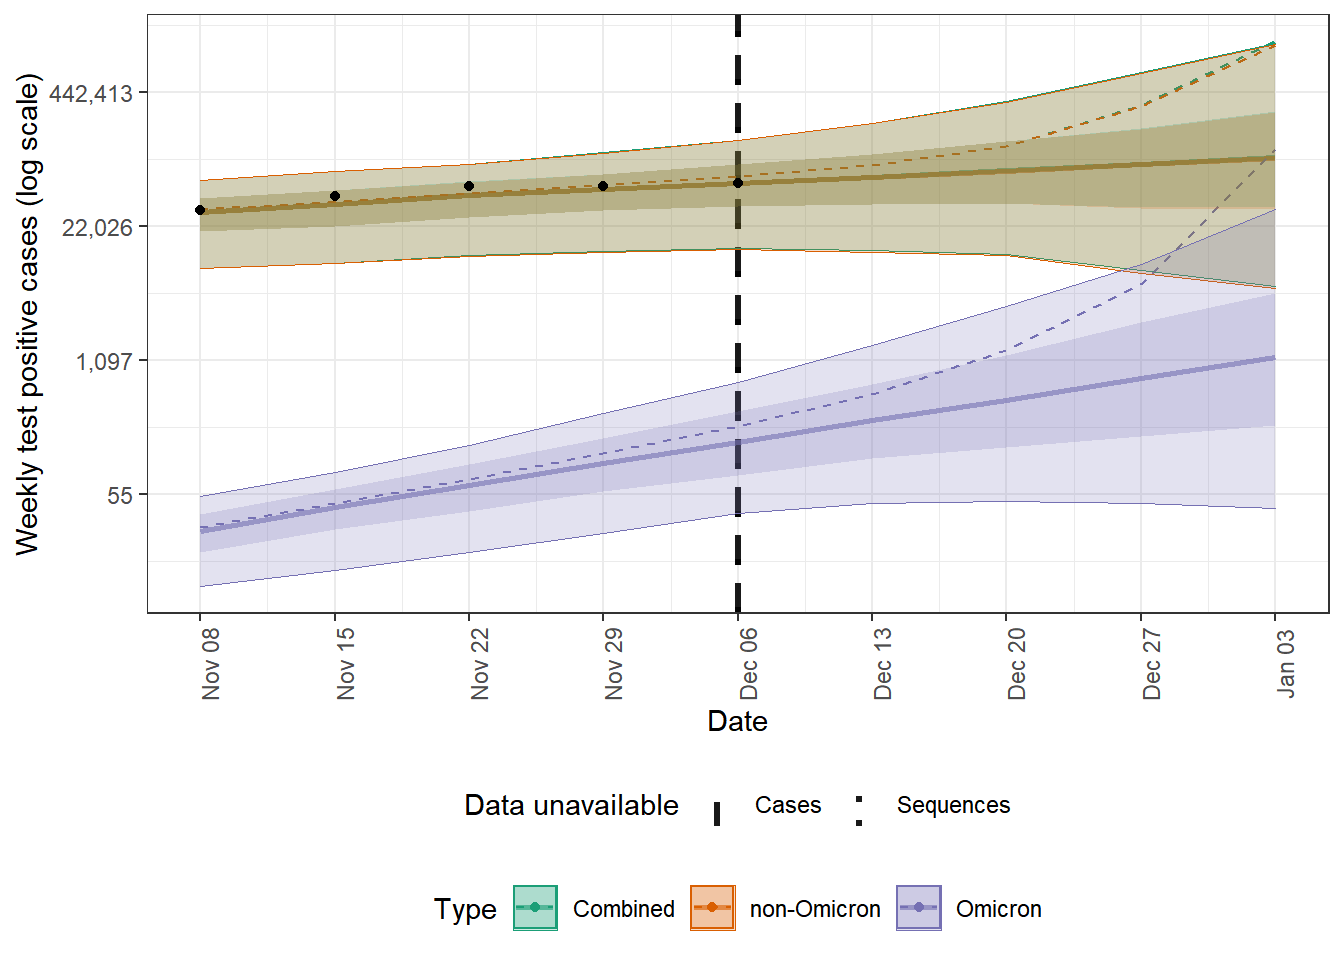 Weekly test positive cases (log scale)
442,413
22,026
1,097
55
Nov 08
Nov 15
Nov 22
Nov 29
Dec 06
Dec 13
Dec 20
Dec 27
Jan 03
Date
Data unavailable Cases Sequences
Type Combined non-Omicron Omicron